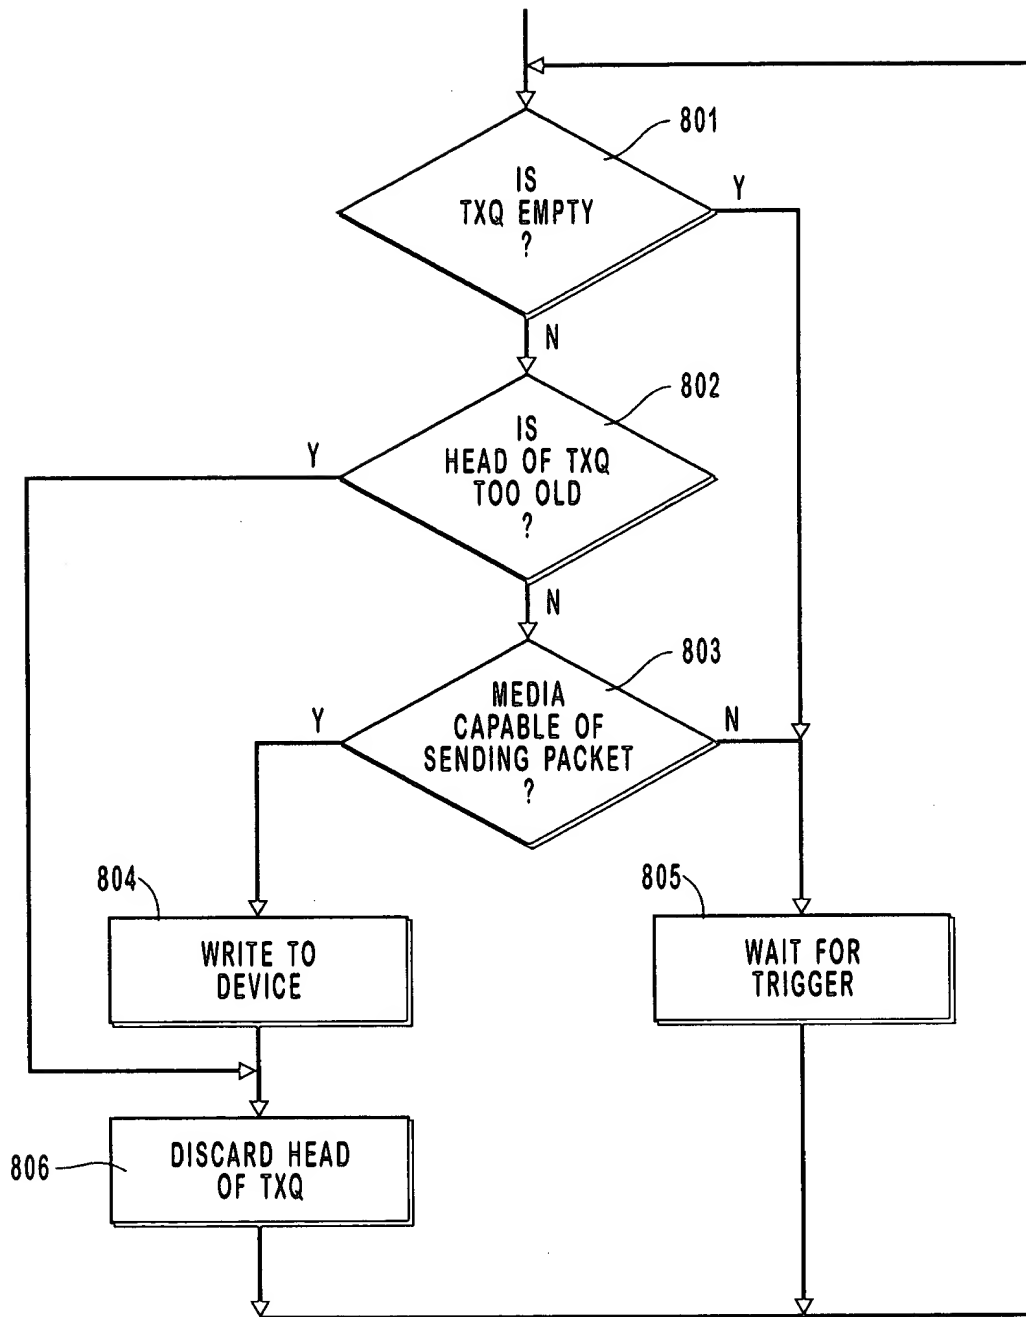 801
IS
TXQ EMPTY
?
Y
N
802
IS
HEAD OF TXQ
TOO OLD
?
Y
N
803
MEDIA
CAPABLE OF
SENDING PACKET
?
Y
N
804
WRITE TO
DEVICE
805
WAIT FOR
TRIGGER
806
DISCARD HEAD
OF TXQ